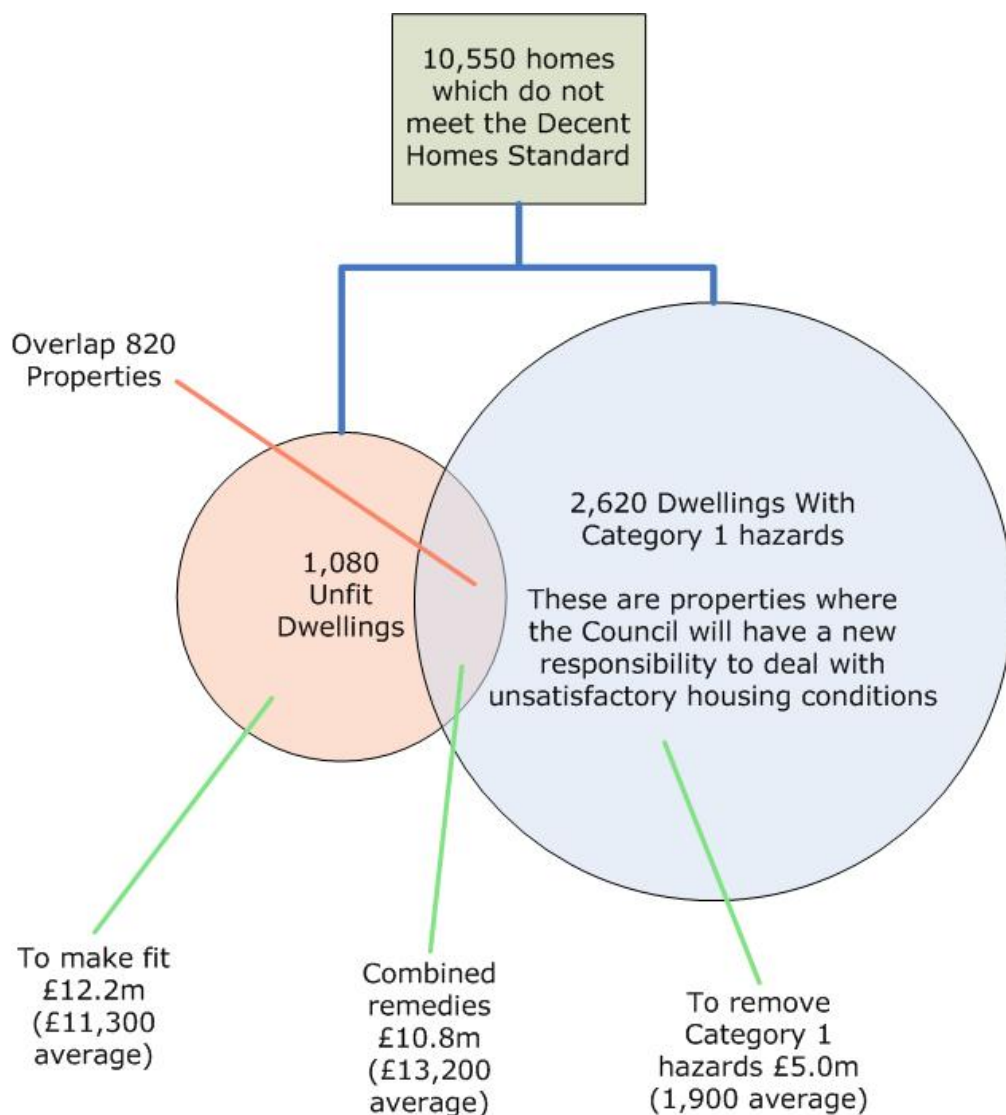 10,550 homes
which do not
meet the Decent
Homes Standard
Overlap 820
Properties
1,080
Unfit
Dwellings
2,620 Dwellings With
Category 1 hazards
These are properties where
the Council will have a new
responsibility to deal with
unsatisfactory housing conditions
To make fit
£12.2m
(£11,300
average)
Combined
remedies
£10.8m
(£13,200
average)
To remove
Category 1
hazards £5.0m
(1,900 average)